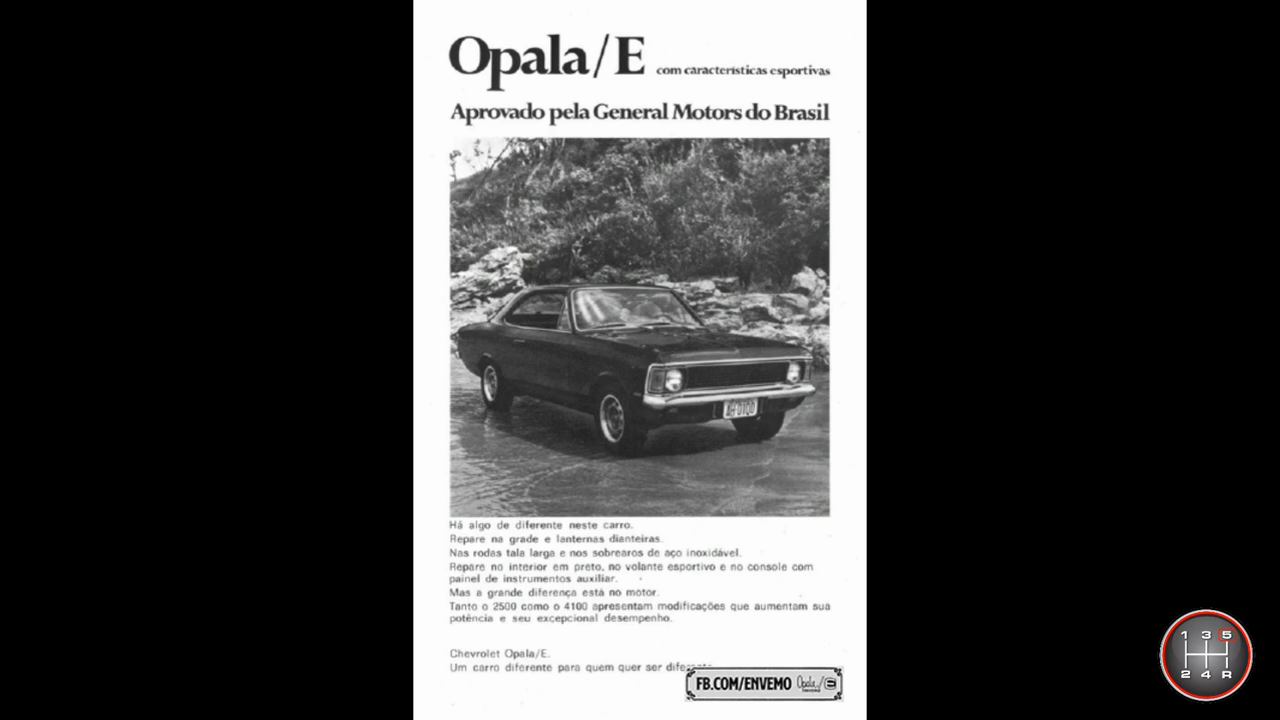 Opala/E com características esportivas
Aprovado pela General Motors do Brasil
AH-0100
Há algo de diferente neste carro.
Repare na grade e lanternas dianteiras.
Nas rodas tala larga e nos sobrearos de aço inoxidável.
Repare no interior em preto, no volante esportivo e no console com
painel de instrumentos auxiliar.
Mas a grande diferença está no motor.
Tanto o 2500 como o 4100 apresentam modificações que aumentam sua
potência e seu excepcional desempenho.
Chevrolet Opala/E.
Um carro diferente para quem quer ser
FB.COM/ENVEMO Opala/E
1 3 5
2 4 R